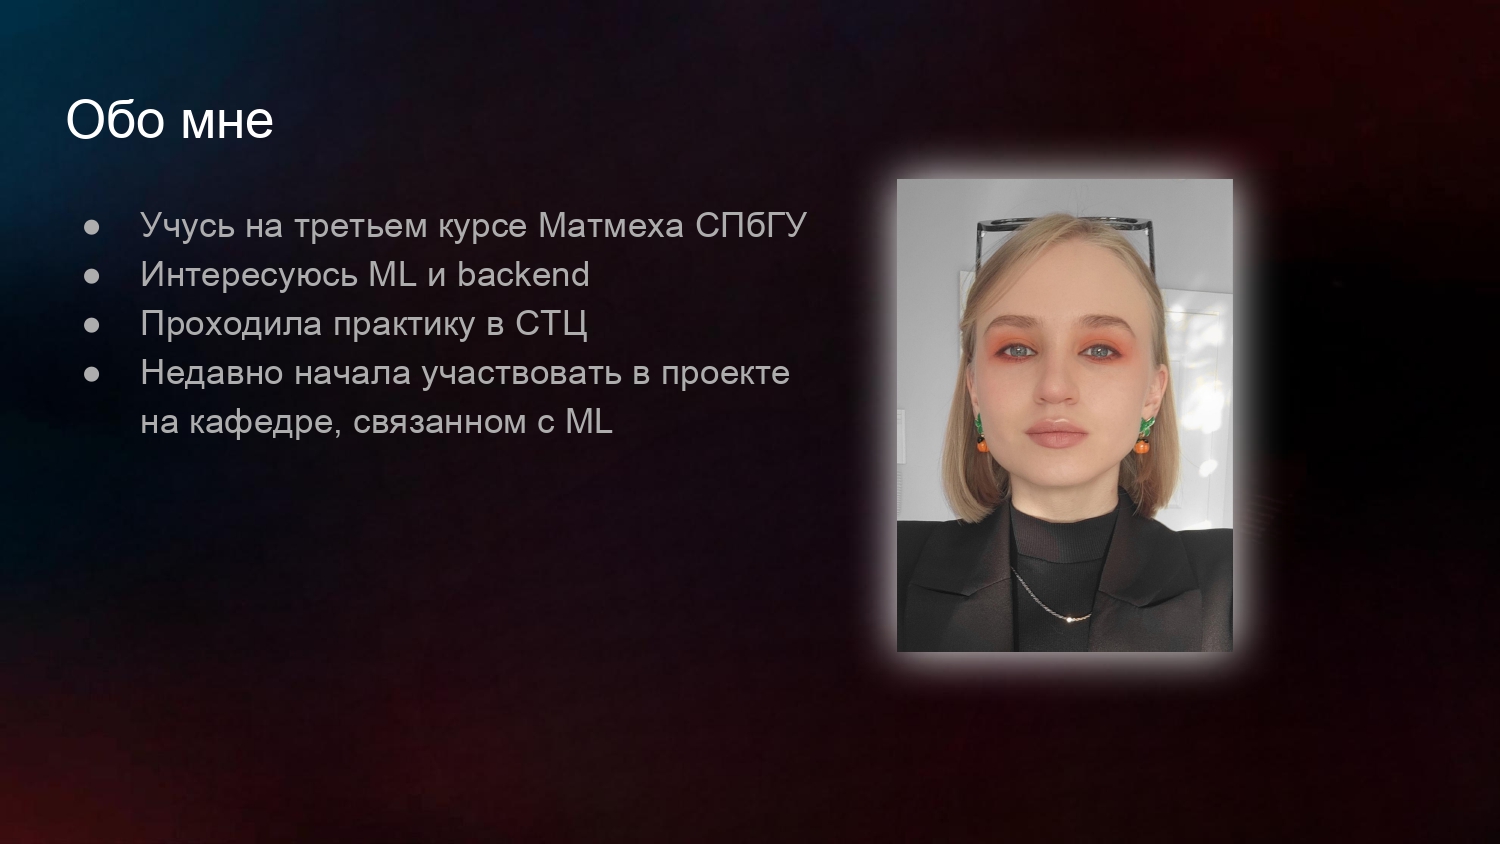 Обо мне
● Учусь на третьем курсе Матмеха СПбГУ
● Интересуюсь ML и backend
● Проходила практику в СТЦ
● Недавно начала участвовать в проекте
на кафедре, связанном с ML